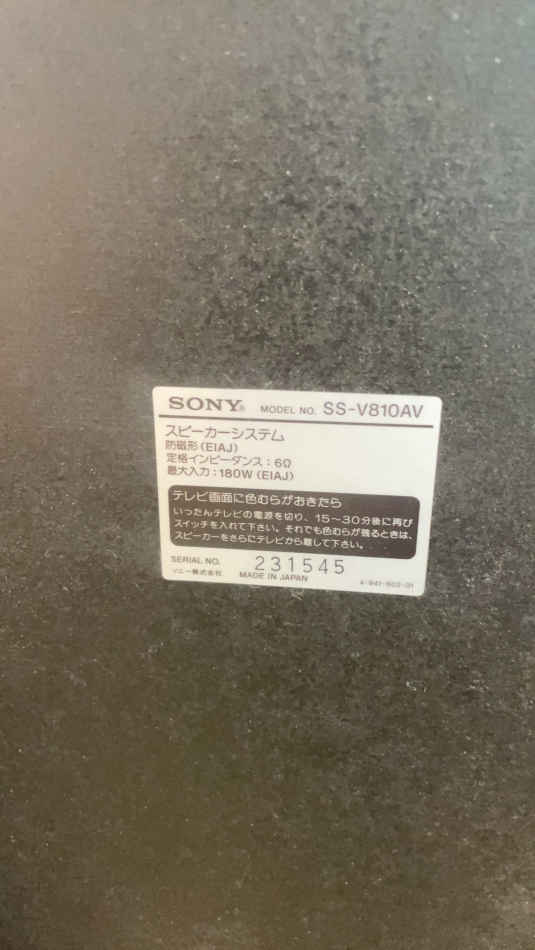 SONY® MODEL NO. SS-V810AV
スピーカーシステム
防磁形(EIAJ)
定格インピーダンス：6Ω
最大入力：180W(EIAJ)
テレビ画面に色むらがおきたら
いったんテレビの電源を切り、15〜30分後に再び
スイッチを入れて下さい。それでも色むらが残るときは、
スピーカーをさらにテレビから離して下さい。
SERIAL NO. 231545
ソニー株式会社 MADE IN JAPAN